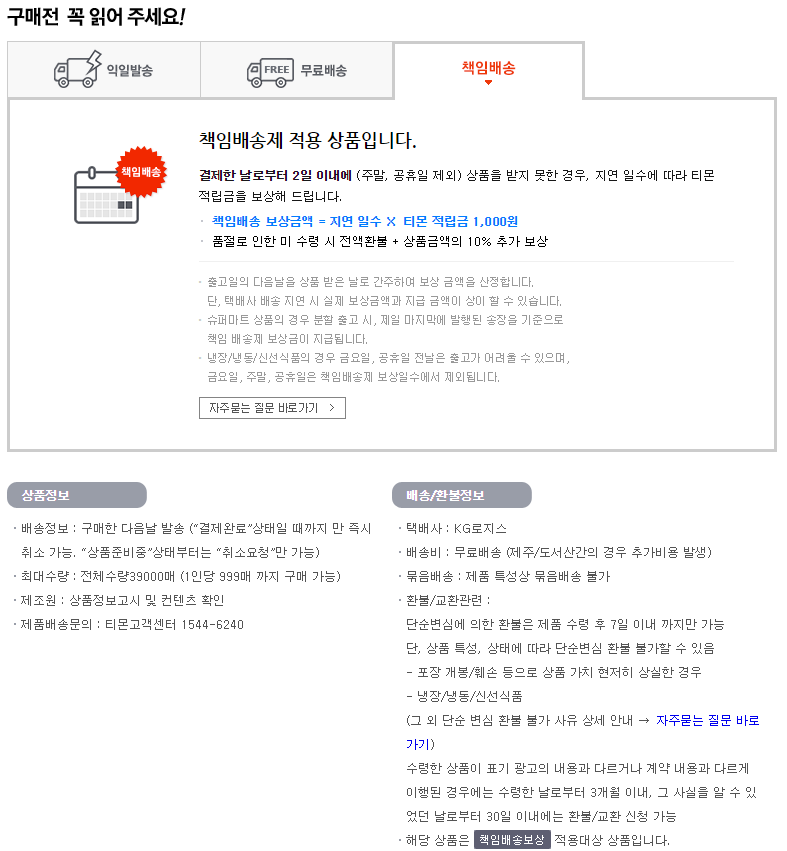 구매전 꼭 읽어 주세요!
익일발송
FREE
무료배송
책임배송
책임배송
책임배송제 적용 상품입니다.
결제한 날로부터 2일 이내에 (주말, 공휴일 제외) 상품을 받지 못한 경우, 지연 일수에 따라 티몬
적립금을 보상해 드립니다.
· 책임배송 보상금액 = 지연 일수 X 티몬 적립금 1,000원
· 품절로 인한 미 수령 시 전액환불 + 상품금액의 10% 추가 보상
· 출고일의 다음날을 상품 받은 날로 간주하여 보상 금액을 산정합니다.
단, 택배사 배송 지연 시 실제 보상금액과 지급 금액이 상이 할 수 있습니다.
· 슈퍼마트 상품의 경우 분할 출고 시, 제일 마지막에 발행된 송장을 기준으로
책임 배송제 보상금이 지급됩니다.
· 냉장/냉동/신선식품의 경우 금요일, 공휴일 전날은 출고가 어려울 수 있으며,
금요일, 주말, 공휴일은 책임배송제 보상일수에서 제외됩니다.
자주묻는 질문 바로가기 >
상품정보
· 배송정보 : 구매한 다음날 발송 (“결제완료”상태일 때까지 만 즉시
취소 가능. “상품준비중”상태부터는 “취소요청”만 가능)
· 최대수량 : 전체수량39000매 (1인당 999매 까지 구매 가능)
· 제조원 : 상품정보고시 및 컨텐츠 확인
· 제품배송문의 : 티몬고객센터 1544-6240
배송/환불정보
· 택배사 : KG로지스
· 배송비 : 무료배송 (제주/도서산간의 경우 추가비용 발생)
· 묶음배송 : 제품 특성상 묶음배송 불가
· 환불/교환관련 :
단순변심에 의한 환불은 제품 수령 후 7일 이내 까지만 가능
단, 상품 특성, 상태에 따라 단순변심 환불 불가할 수 있음
- 포장 개봉/훼손 등으로 상품 가치 현저히 상실한 경우
- 냉장/냉동/신선식품
(그 외 단순 변심 환불 불가 사유 상세 안내 → 자주묻는 질문 바로
가기)
수령한 상품이 표기 광고의 내용과 다르거나 계약 내용과 다르게
이행된 경우에는 수령한 날로부터 3개월 이내, 그 사실을 알 수 있
었던 날로부터 30일 이내에는 환불/교환 신청 가능
· 해당 상품은 책임배송보상 적용대상 상품입니다.